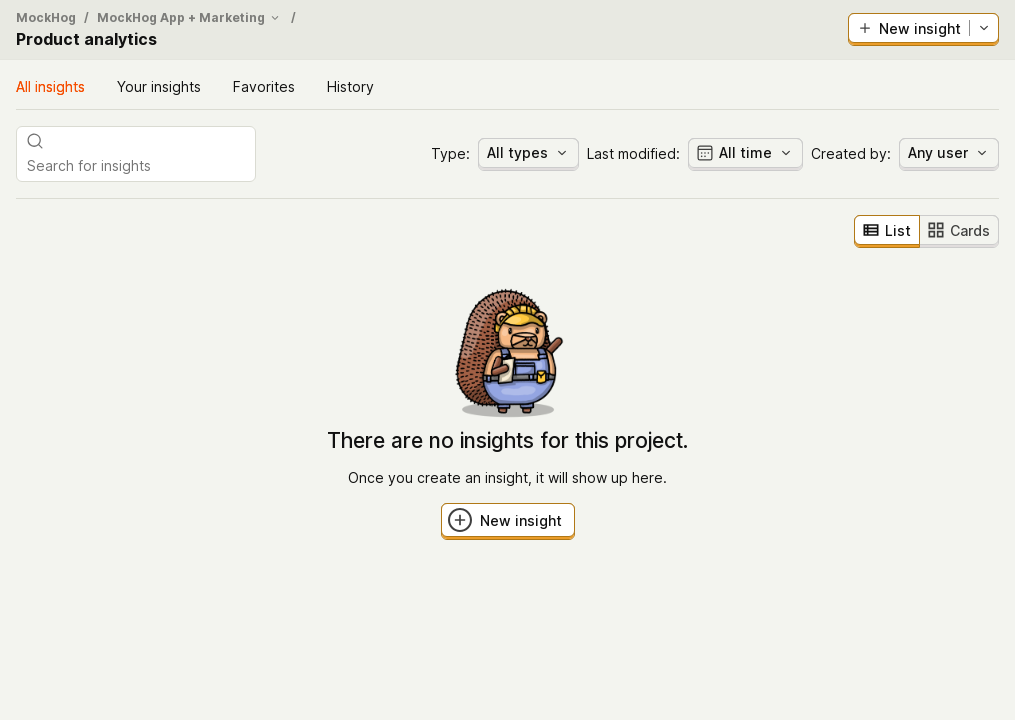 MockHog / MockHog App + Marketing /
Product analytics
New insight
All insights Your insights Favorites History
Search for insights
Type: All types Last modified: All time Created by: Any user
List Cards
There are no insights for this project.
Once you create an insight, it will show up here.
New insight